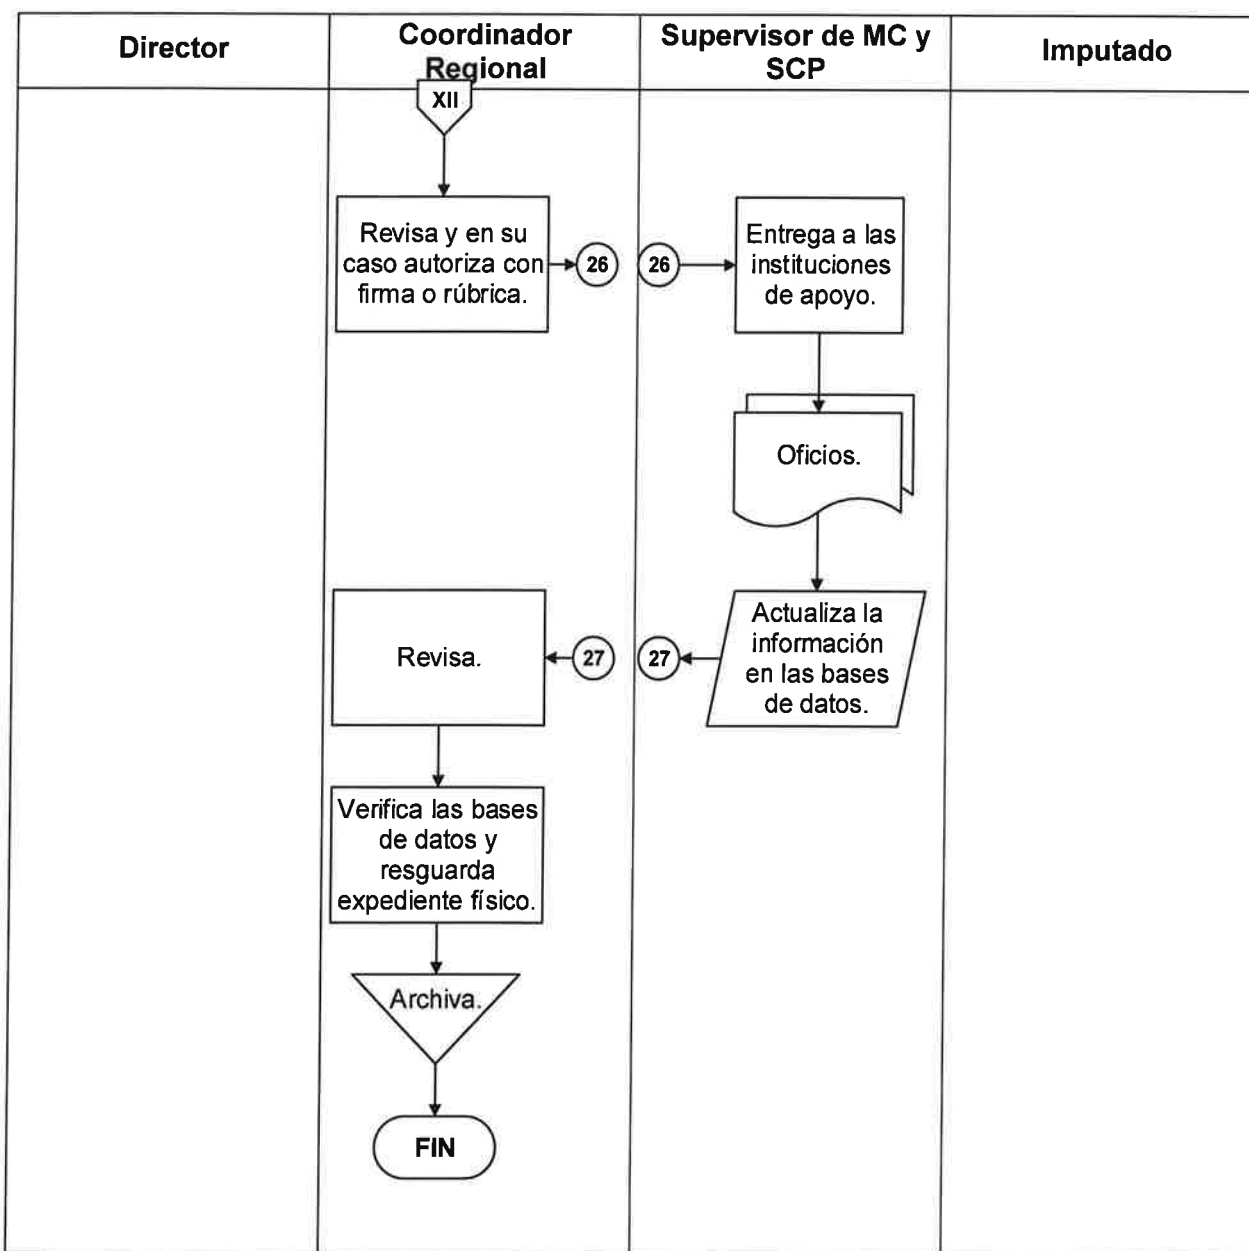 Director
Coordinador
Regional
Supervisor de MC y
SCP
Imputado
XII
Revisa y en su
caso autoriza con
firma o rúbrica.
26
26
Entrega a las
instituciones
de apoyo.
Oficios.
Actualiza la
información
en las bases
de datos.
27
27
Revisa.
Verifica las bases
de datos y
resguarda
expediente físico.
Archiva.
FIN